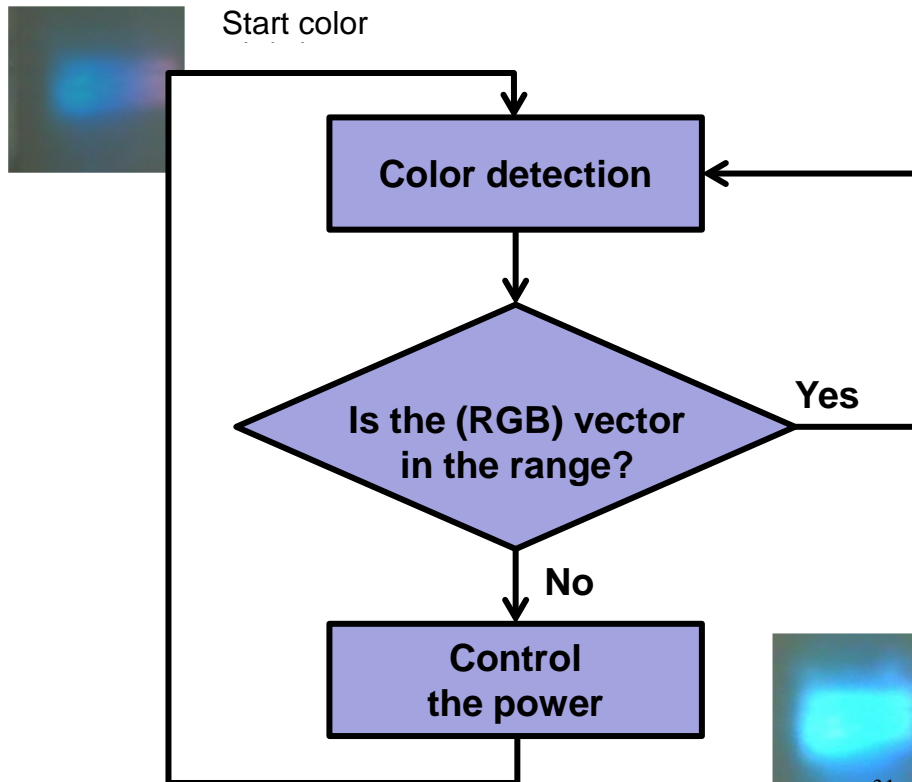 Start color
Color detection
Is the (RGB) vector
in the range?
Yes
No
Control
the power